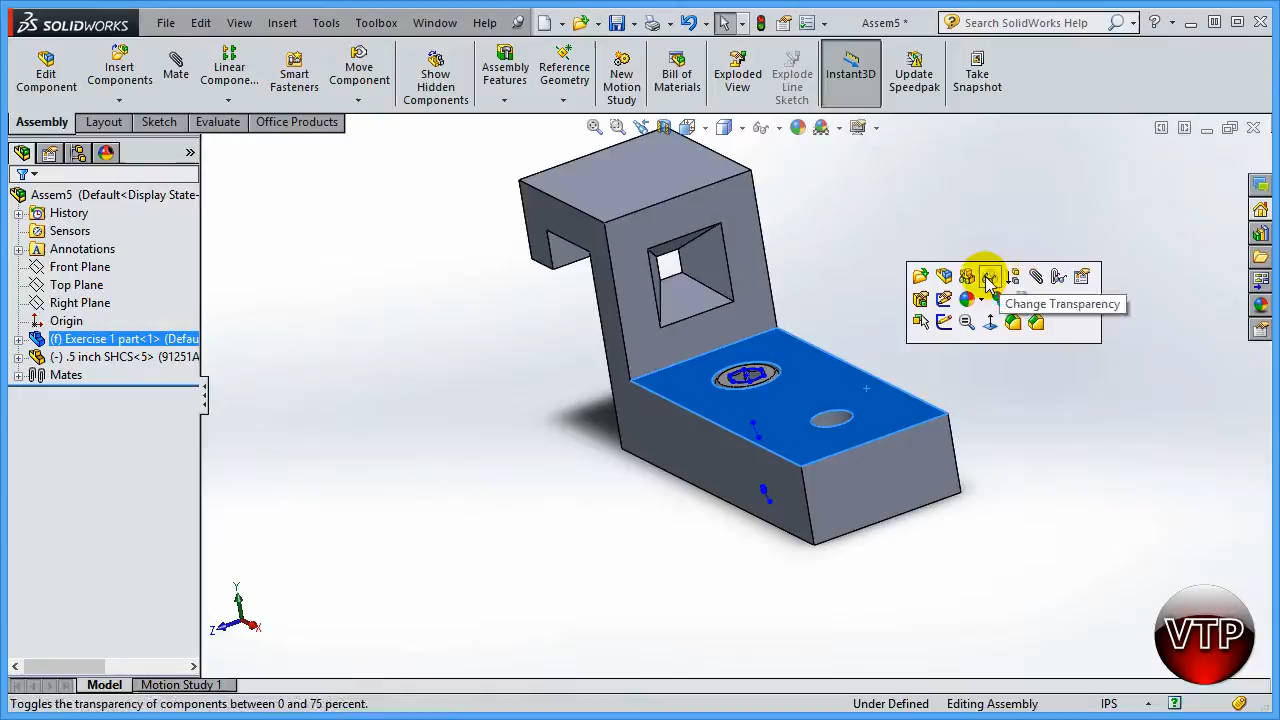 SOLIDWORKS File Edit View Insert Tools Toolbox Window Help Assem5 * Search SolidWorks Help
Edit Component
Insert Components
Mate
Linear Compone...
Smart Fasteners
Move Component
Show Hidden Components
Assembly Features
Reference Geometry
New Motion Study
Bill of Materials
Exploded View
Explode Line Sketch
Instant3D
Update Speedpak
Take Snapshot
Assembly Layout Sketch Evaluate Office Products
Assem5 (Default<Display State-
History
Sensors
Annotations
Front Plane
Top Plane
Right Plane
Origin
(f) Exercise 1 part<1> (Defau
(-) .5 inch SHCS<5> (91251A
Mates
Change Transparency
Y
Z
X
VTP
Model Motion Study 1
Toggles the transparency of components between 0 and 75 percent. Under Defined Editing Assembly IPS